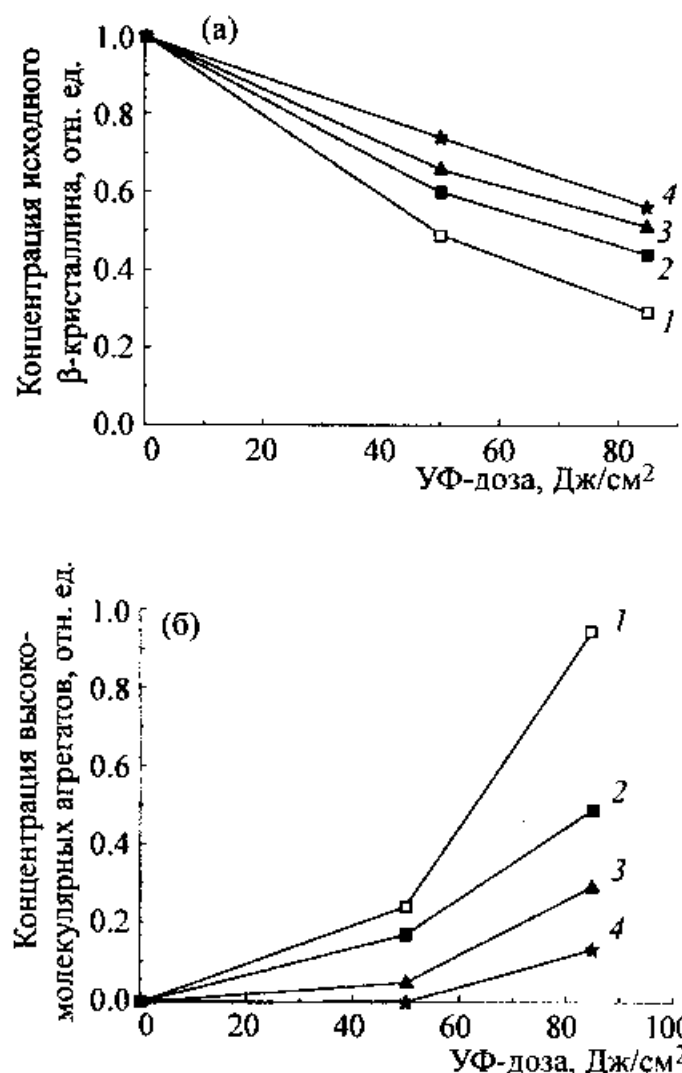 (а)
Концентрация исходного
β-кристаллина, отн. ед.
1.0
0.8
0.6
0.4
0.2
0.0
4
3
2
1
0 20 40 60 80
УФ-доза, Дж/см2
(б)
Концентрация высоко-
молекулярных агрегатов, отн. ед.
1.0
0.8
0.6
0.4
0.2
0.0
1
2
3
4
0 20 40 60 80 100
УФ-доза, Дж/см2